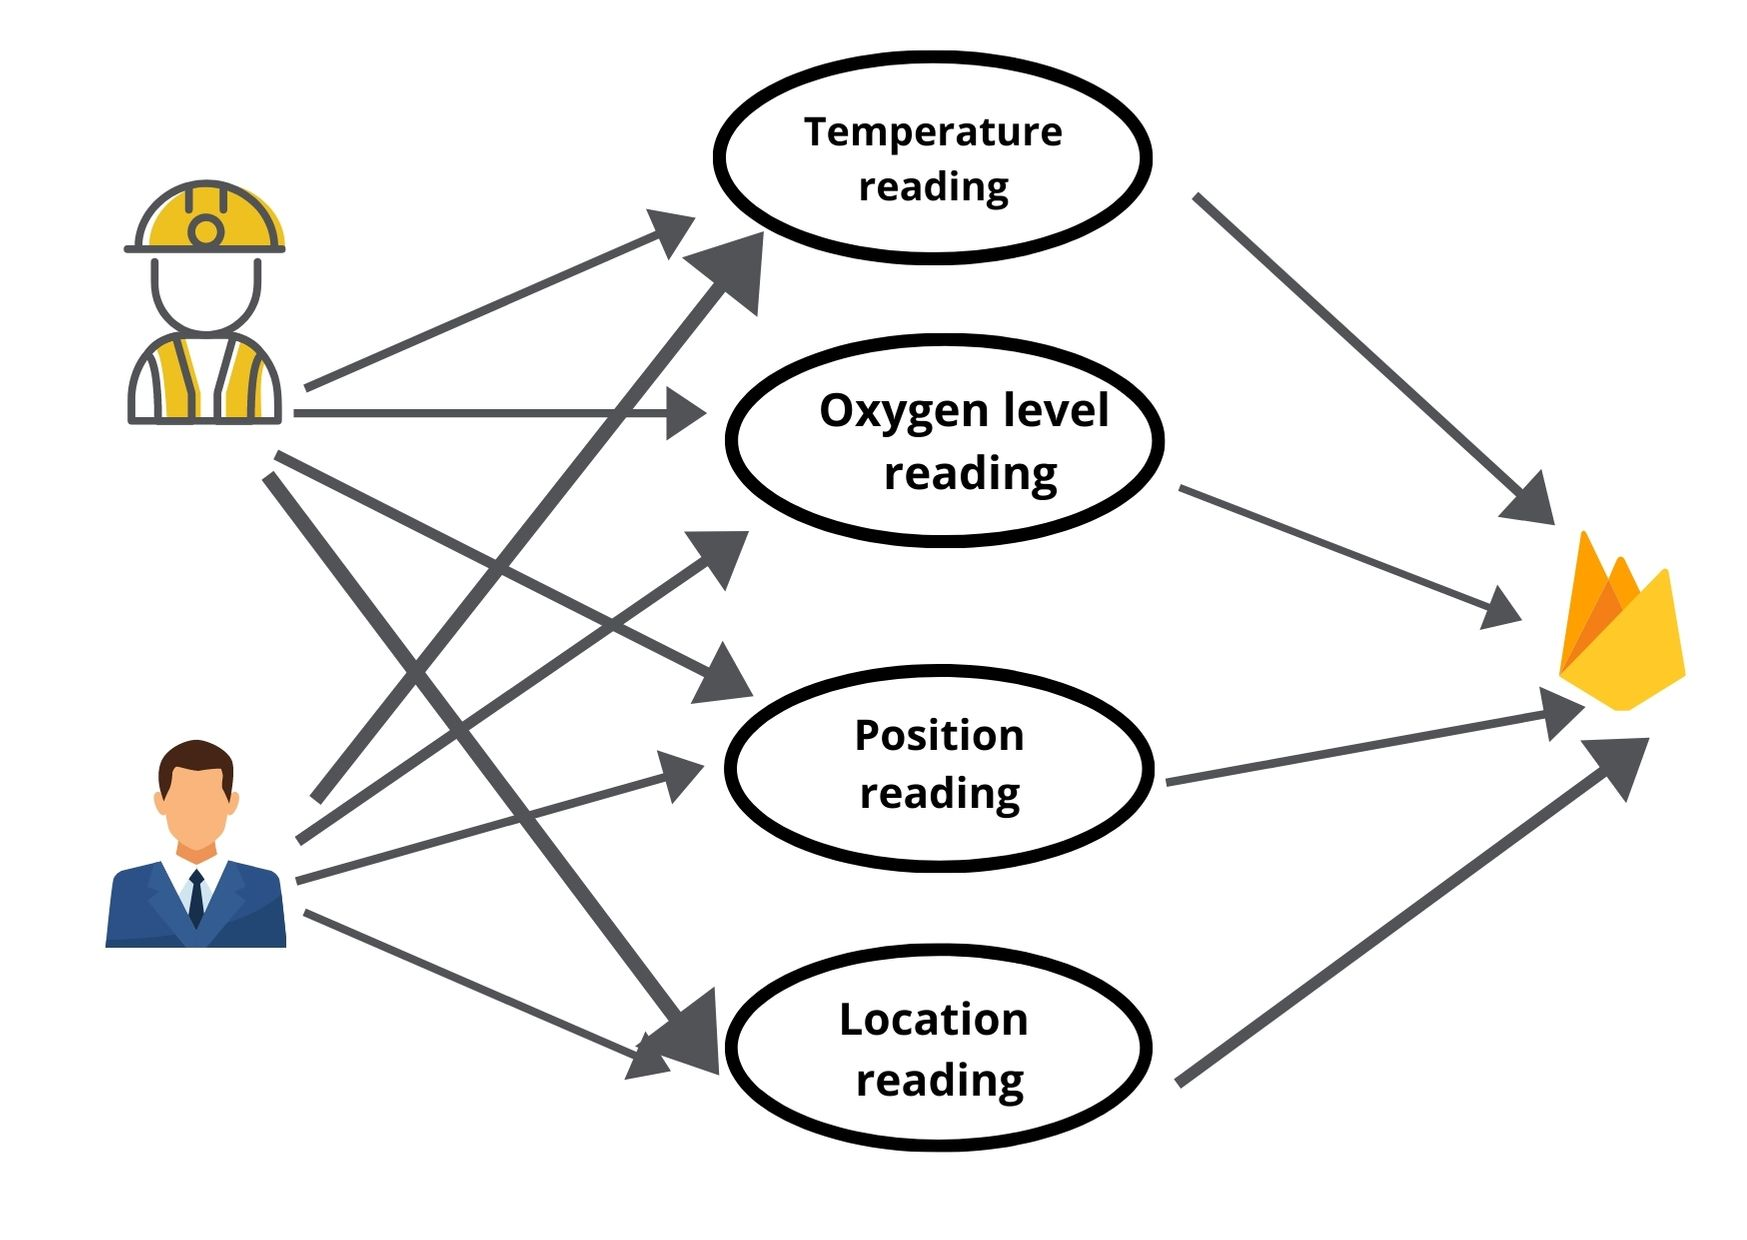 Temperature
reading
Oxygen level
reading
Position
reading
Location
reading